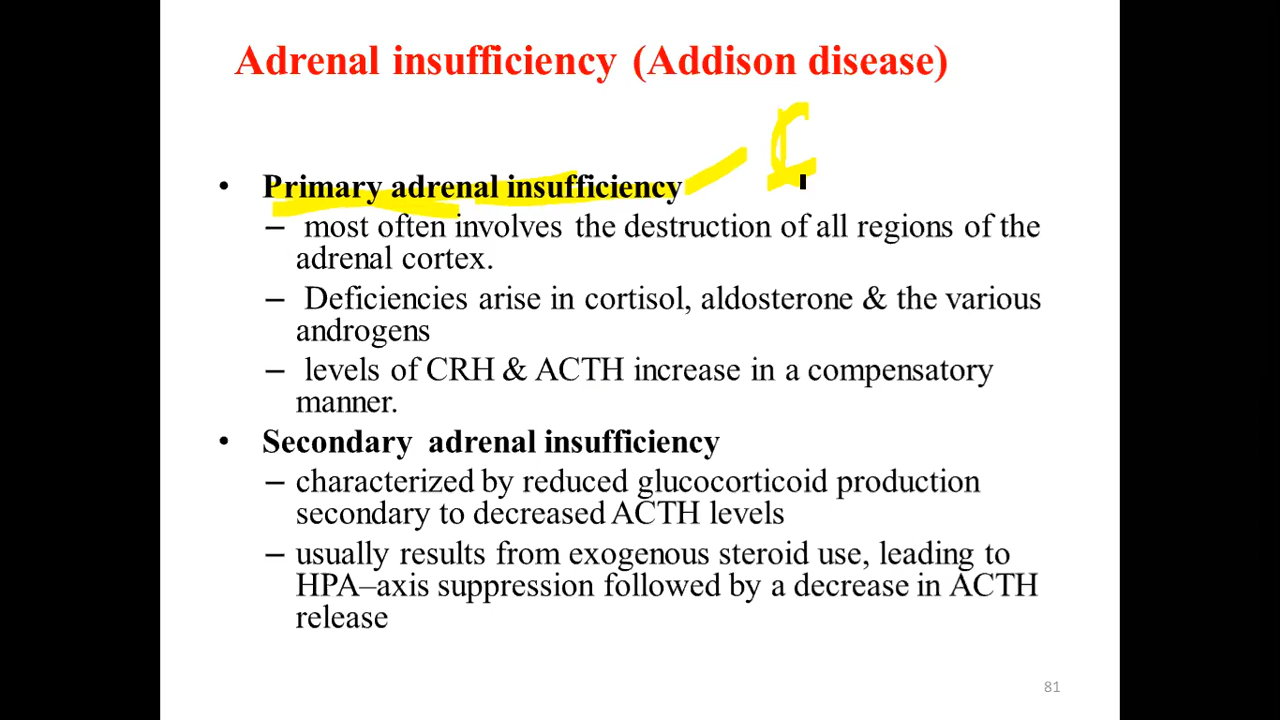 Adrenal insufficiency (Addison disease)
• Primary adrenal insufficiency
– most often involves the destruction of all regions of the
adrenal cortex.
– Deficiencies arise in cortisol, aldosterone & the various
androgens
– levels of CRH & ACTH increase in a compensatory
manner.
• Secondary adrenal insufficiency
– characterized by reduced glucocorticoid production
secondary to decreased ACTH levels
– usually results from exogenous steroid use, leading to
HPA–axis suppression followed by a decrease in ACTH
release
81